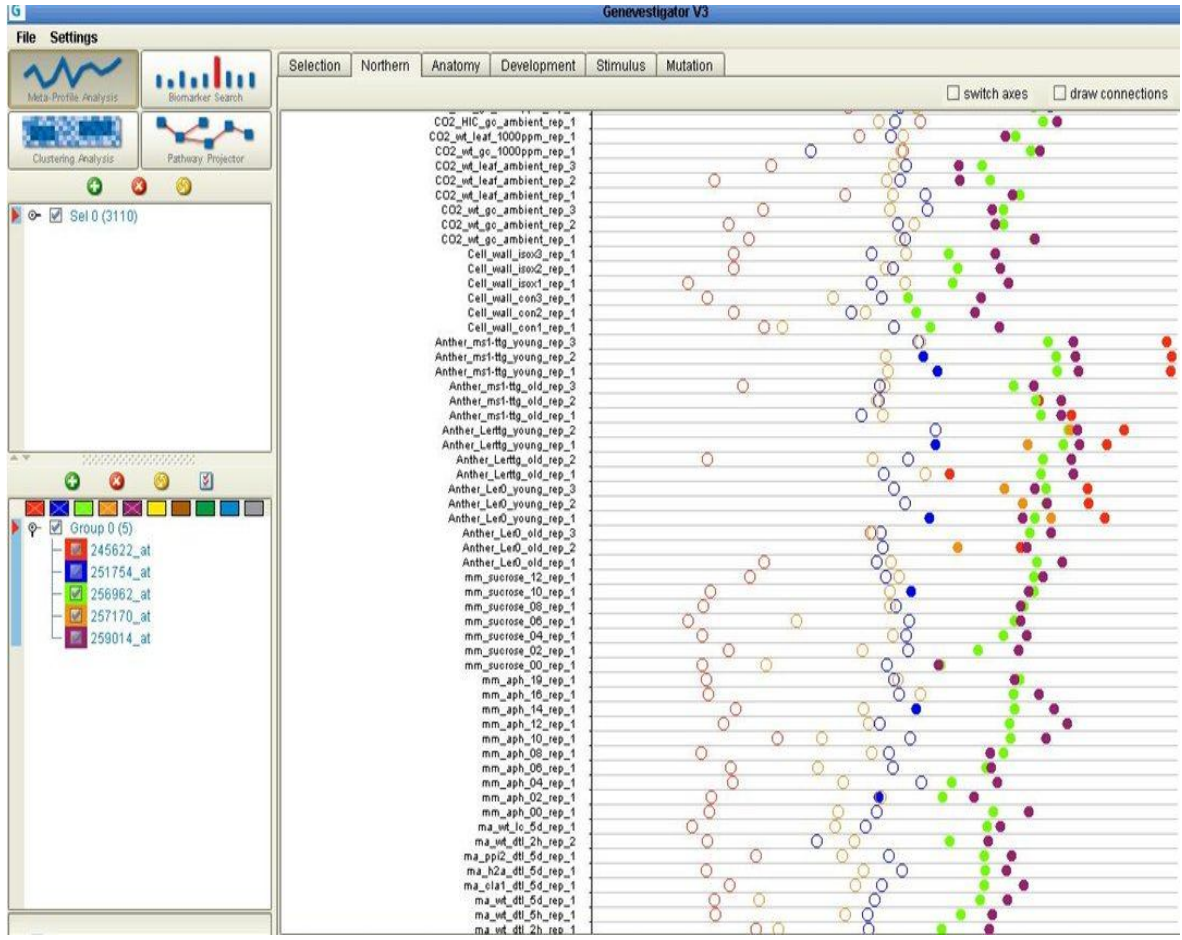 G
Genevestigator V3
File Settings
Meta-Profile Analysis
Biomarker Search
Clustering Analysis
Pathway Projector
Sel 0 (3110)
Group 0 (5)
245622_at
251754_at
256962_at
257170_at
259014_at
Selection Northern Anatomy Development Stimulus Mutation
switch axes draw connections
CO2_HIC_gc_ambient_rep_1
CO2_wt_leaf_1000ppm_rep_1
CO2_wt_gc_1000ppm_rep_1
CO2_wt_leaf_ambient_rep_3
CO2_wt_leaf_ambient_rep_2
CO2_wt_leaf_ambient_rep_1
CO2_wt_gc_ambient_rep_3
CO2_wt_gc_ambient_rep_2
CO2_wt_gc_ambient_rep_1
Cell_wall_isox3_rep_1
Cell_wall_isox2_rep_1
Cell_wall_isox1_rep_1
Cell_wall_con3_rep_1
Cell_wall_con2_rep_1
Cell_wall_con1_rep_1
Anther_ms1-ttg_young_rep_3
Anther_ms1-ttg_young_rep_2
Anther_ms1-ttg_young_rep_1
Anther_ms1-ttg_old_rep_3
Anther_ms1-ttg_old_rep_2
Anther_ms1-ttg_old_rep_1
Anther_Lerttg_young_rep_2
Anther_Lerttg_young_rep_1
Anther_Lerttg_old_rep_2
Anther_Lerttg_old_rep_1
Anther_Ler0_young_rep_3
Anther_Ler0_young_rep_2
Anther_Ler0_young_rep_1
Anther_Ler0_old_rep_3
Anther_Ler0_old_rep_2
Anther_Ler0_old_rep_1
mm_sucrose_12_rep_1
mm_sucrose_10_rep_1
mm_sucrose_08_rep_1
mm_sucrose_06_rep_1
mm_sucrose_04_rep_1
mm_sucrose_02_rep_1
mm_sucrose_00_rep_1
mm_aph_19_rep_1
mm_aph_16_rep_1
mm_aph_14_rep_1
mm_aph_12_rep_1
mm_aph_10_rep_1
mm_aph_08_rep_1
mm_aph_06_rep_1
mm_aph_04_rep_1
mm_aph_02_rep_1
mm_aph_00_rep_1
ma_wt_lc_5d_rep_1
ma_wt_dtl_2h_rep_2
ma_ppi2_dtl_5d_rep_1
ma_h2a_dtl_5d_rep_1
ma_cla1_dtl_5d_rep_1
ma_wt_dtl_5d_rep_1
ma_wt_dtl_5h_rep_1
ma_wt_dtl_2h_rep_1